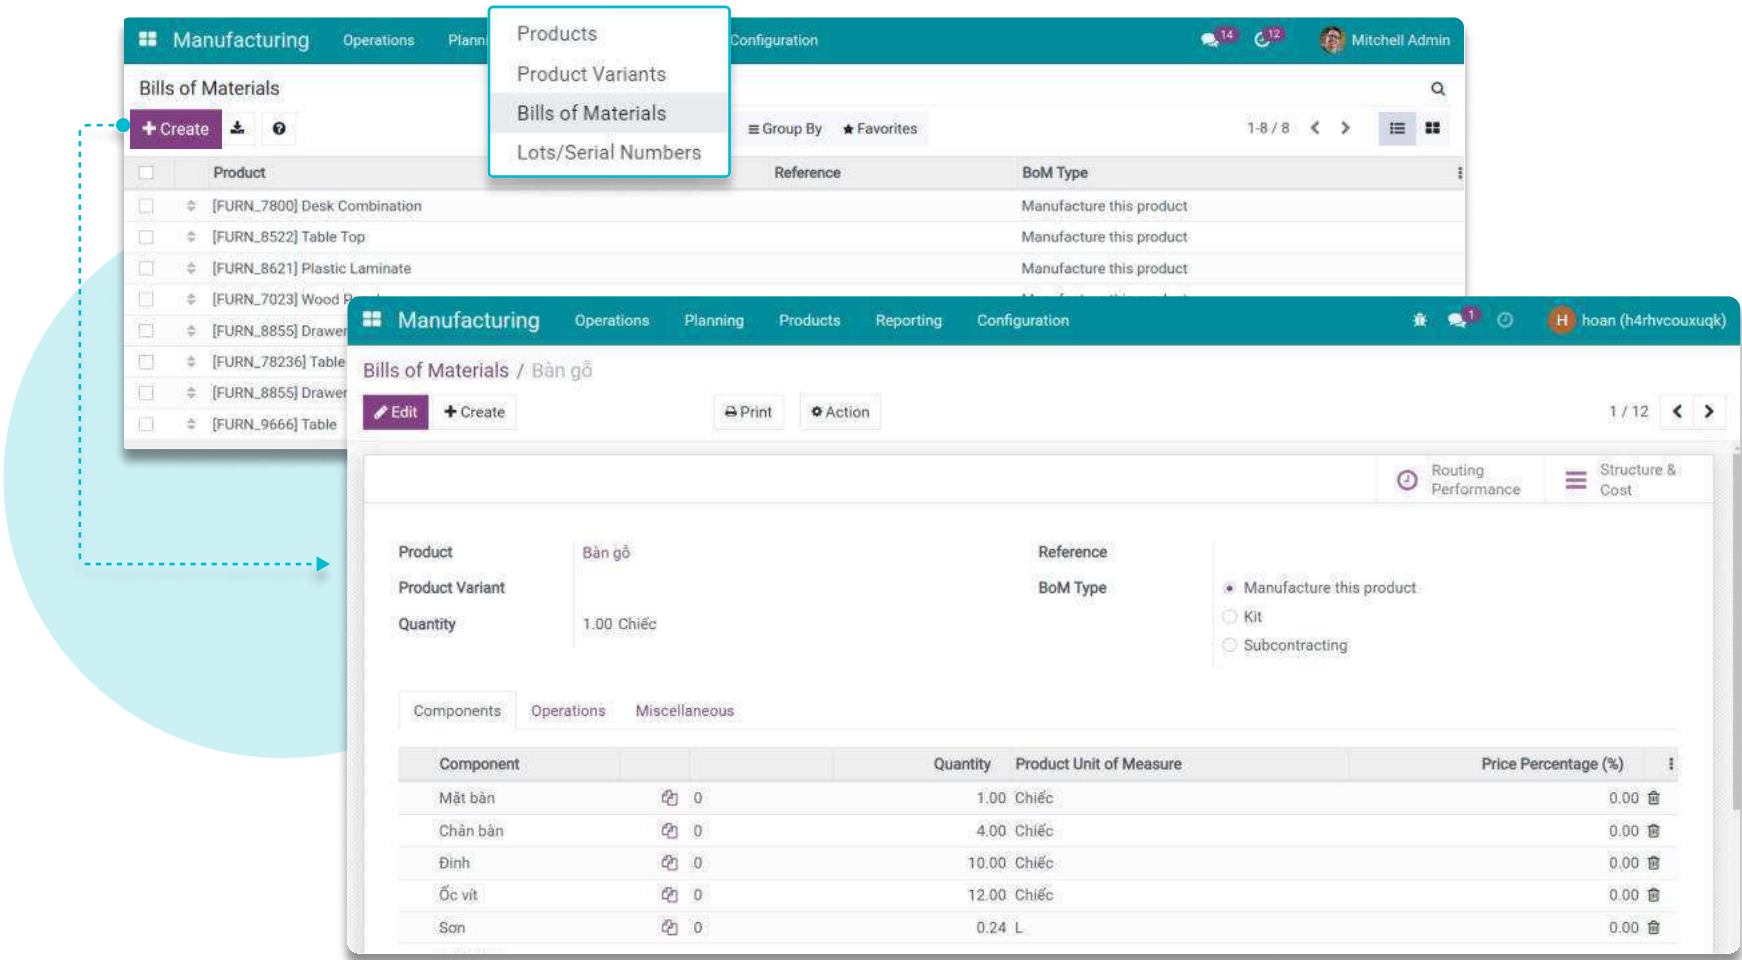 Manufacturing Operations Configuration 14 12 Mitchell Admin
Products
Product Variants
Bills of Materials
Lots/Serial Numbers
Bills of Materials
Create Group By Favorites 1-8 / 8
Product Reference BoM Type
[FURN_7800] Desk Combination Manufacture this product
[FURN_8522] Table Top Manufacture this product
[FURN_8621] Plastic Laminate Manufacture this product
[FURN_7023] Wood
[FURN_8855] Drawer
[FURN_78236] Table
[FURN_8855] Drawer
[FURN_9666] Table
Manufacturing Operations Planning Products Reporting Configuration 1 H hoan (h4rhvcouxuqk)
Bills of Materials / Bàn gỗ
Edit Create Print Action 1 / 12
Routing Performance
Structure & Cost
Product Bàn gỗ Reference
Product Variant BoM Type Manufacture this product
Kit
Quantity 1.00 Chiếc
Subcontracting
Components Operations Miscellaneous
Component Quantity Product Unit of Measure Price Percentage (%)
Mặt bàn 0 1.00 Chiếc 0.00
Chân bàn 0 4.00 Chiếc 0.00
Đinh 0 10.00 Chiếc 0.00
Ốc vít 0 12.00 Chiếc 0.00
Sơn 0 0.24 L 0.00